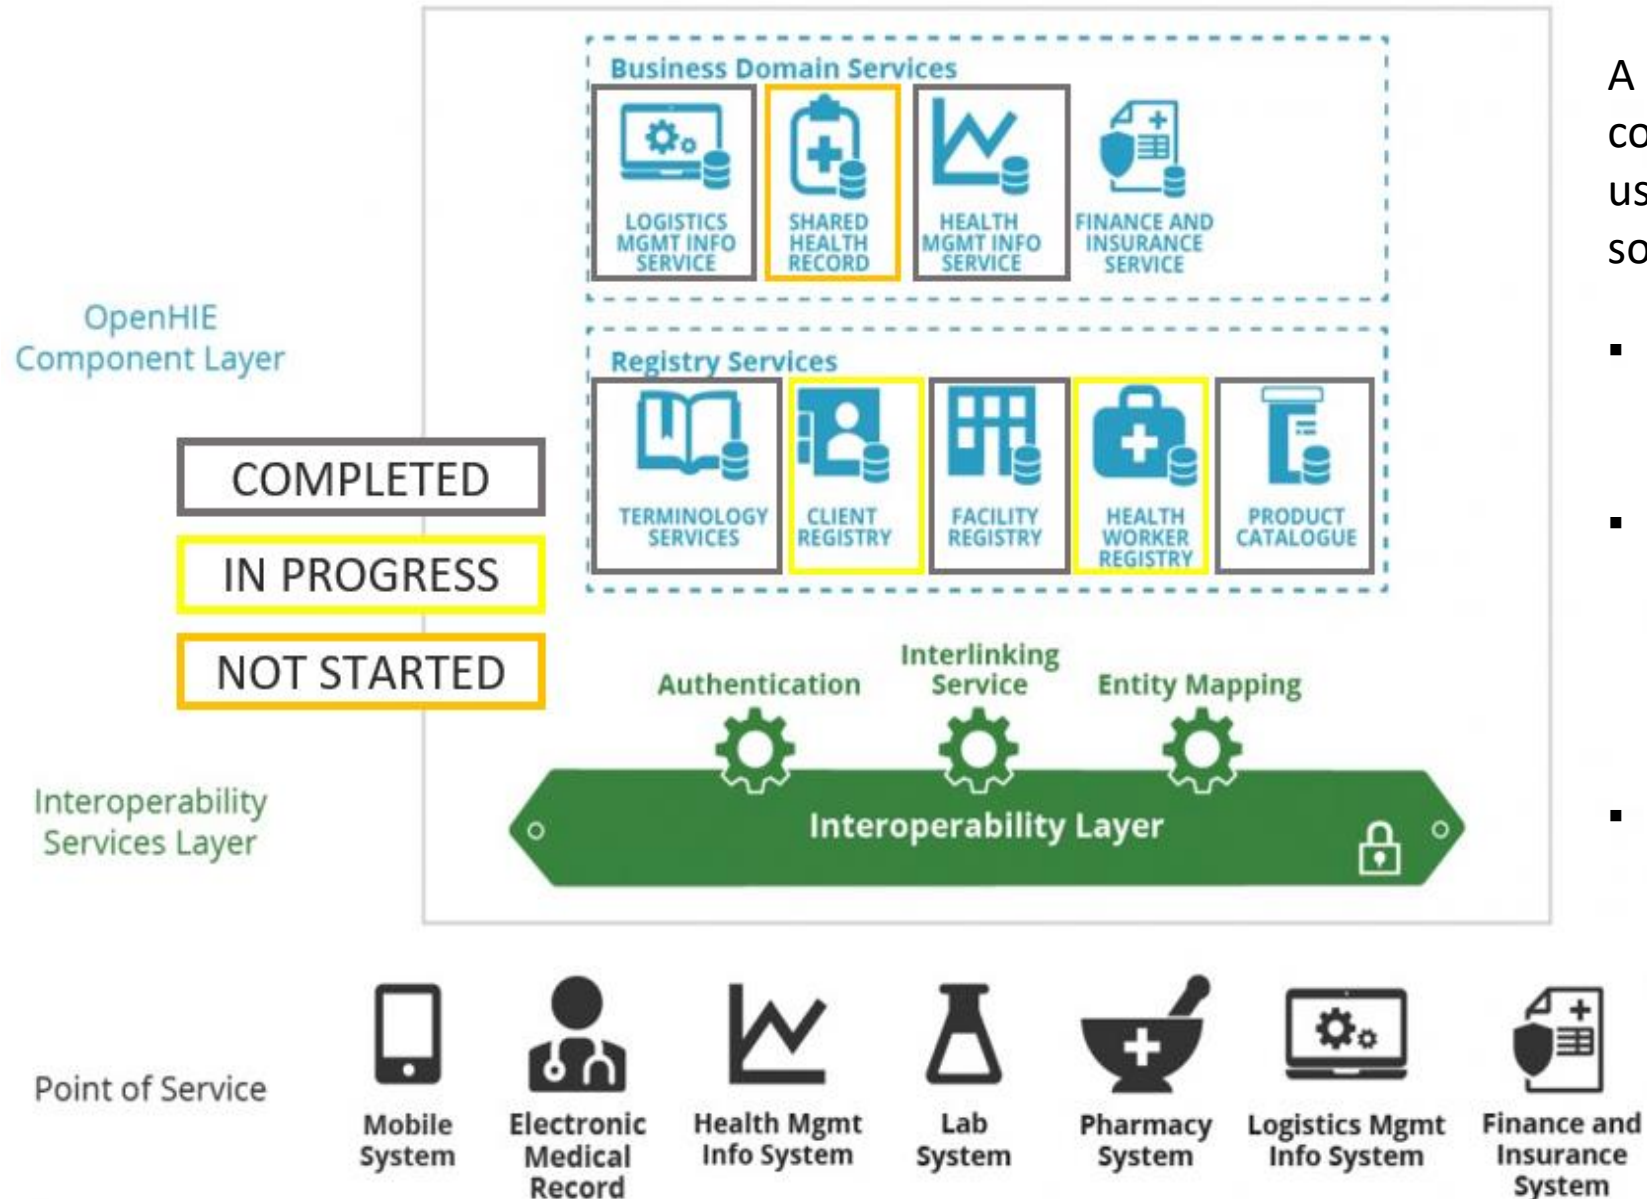 Business Domain Services
LOGISTICS
MGMT INFO
SERVICE
SHARED
HEALTH
RECORD
HEALTH
MGMT INFO
SERVICE
FINANCE AND
INSURANCE
SERVICE
OpenHIE
Component Layer
Registry Services
TERMINOLOGY
SERVICES
CLIENT
REGISTRY
FACILITY
REGISTRY
HEALTH
WORKER
REGISTRY
PRODUCT
CATALOGUE
COMPLETED
IN PROGRESS
NOT STARTED
Authentication
Interlinking
Service
Entity Mapping
Interoperability
Services Layer
Interoperability Layer
Point of Service
Mobile
System
Electronic
Medical
Record
Health Mgmt
Info System
Lab
System
Pharmacy
System
Logistics Mgmt
Info System
Finance and
Insurance
System
A